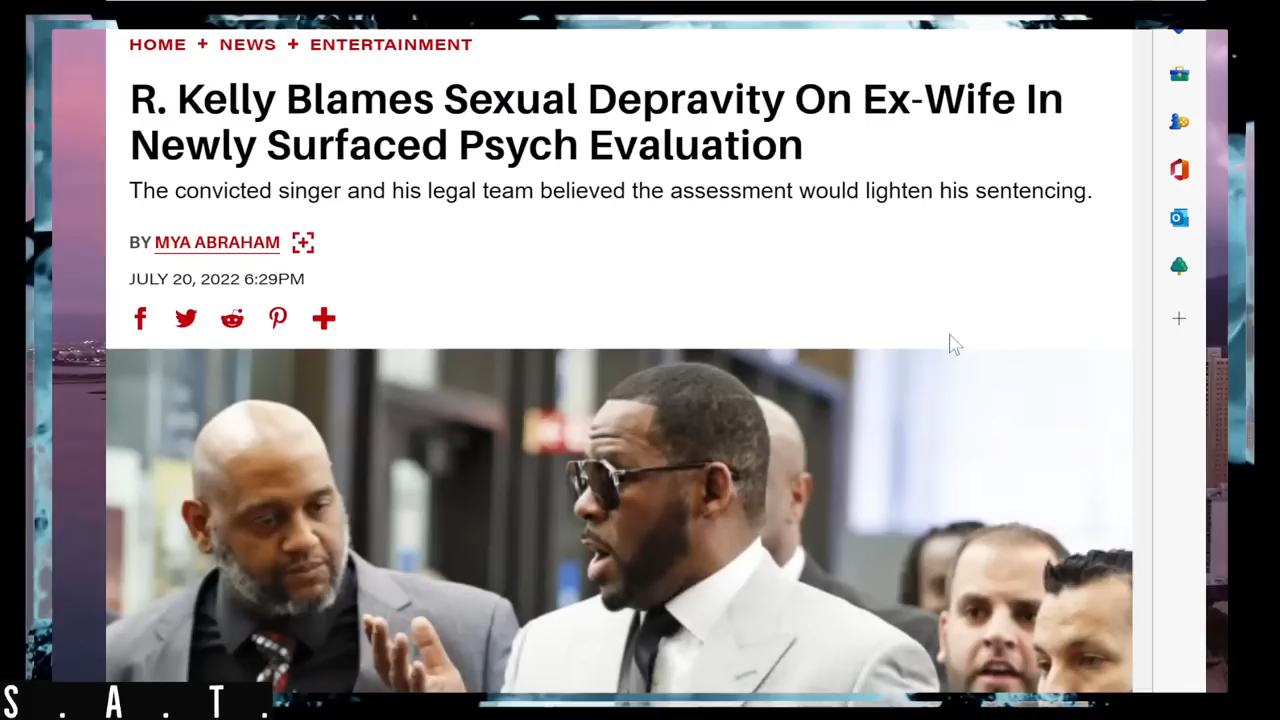 HOME + NEWS + ENTERTAINMENT
R. Kelly Blames Sexual Depravity On Ex-Wife In
Newly Surfaced Psych Evaluation
The convicted singer and his legal team believed the assessment would lighten his sentencing.
BY MYA ABRAHAM
JULY 20, 2022 6:29PM
S . A . T .